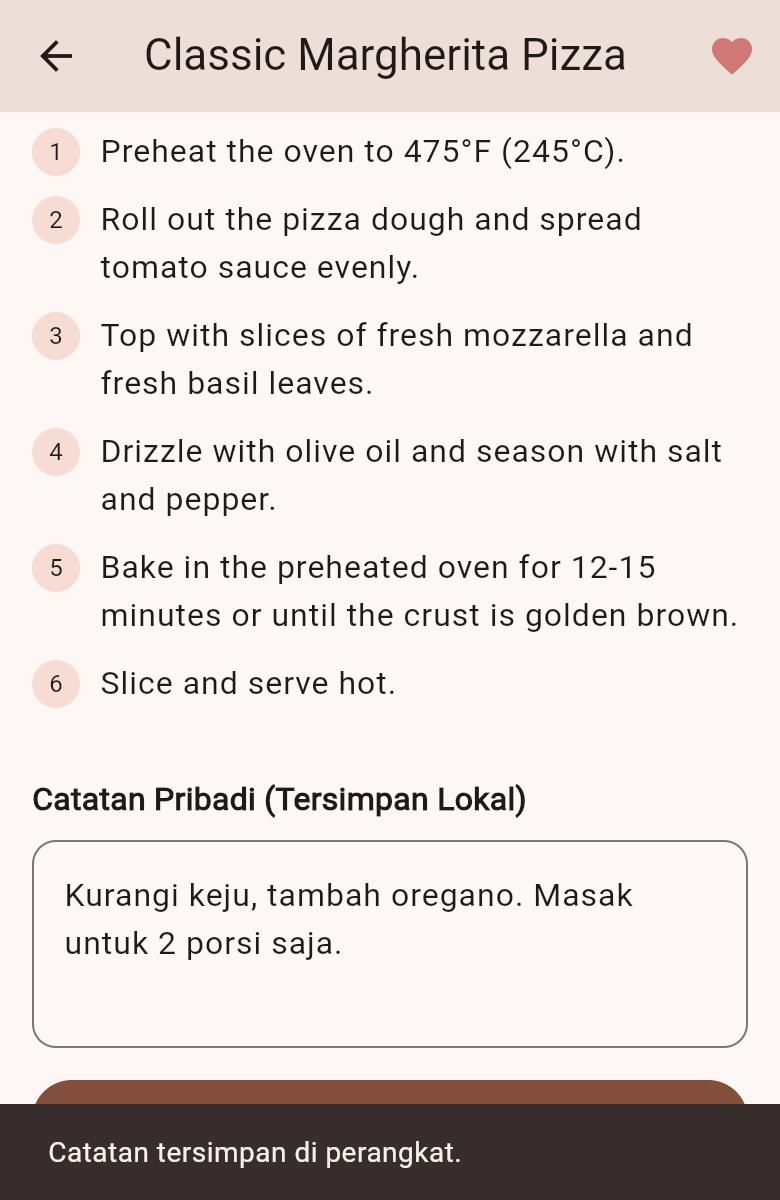 Classic Margherita Pizza
1 Preheat the oven to 475°F (245°C).
2 Roll out the pizza dough and spread
tomato sauce evenly.
3 Top with slices of fresh mozzarella and
fresh basil leaves.
4 Drizzle with olive oil and season with salt
and pepper.
5 Bake in the preheated oven for 12-15
minutes or until the crust is golden brown.
6 Slice and serve hot.
Catatan Pribadi (Tersimpan Lokal)
Kurangi keju, tambah oregano. Masak
untuk 2 porsi saja.
Catatan tersimpan di perangkat.